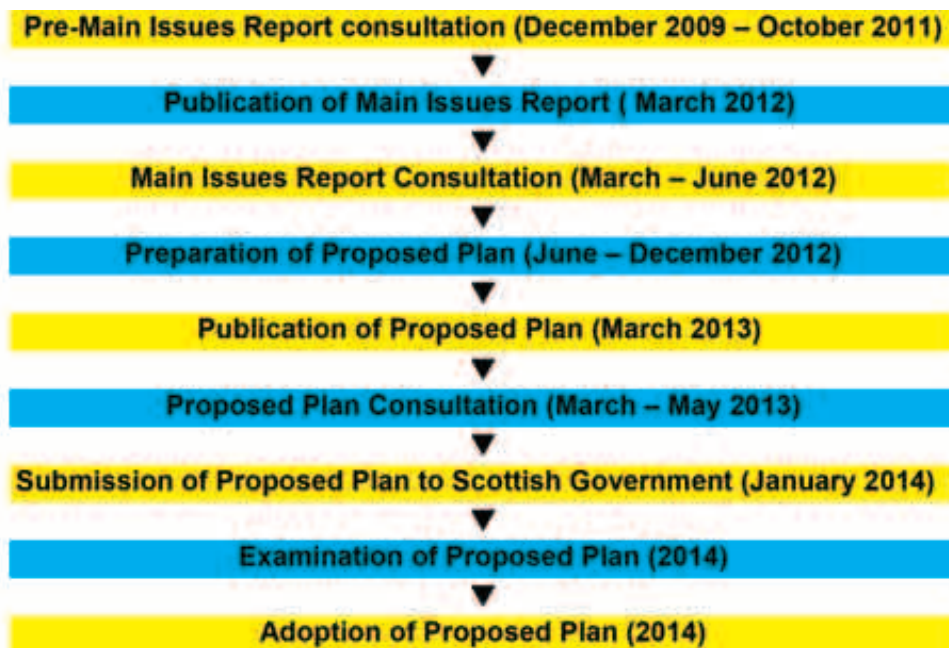 Pre-Main Issues Report consultation (December 2009 – October 2011)
Publication of Main Issues Report ( March 2012)
Main Issues Report Consultation (March – June 2012)
Preparation of Proposed Plan (June – December 2012)
Publication of Proposed Plan (March 2013)
Proposed Plan Consultation (March – May 2013)
Submission of Proposed Plan to Scottish Government (January 2014)
Examination of Proposed Plan (2014)
Adoption of Proposed Plan (2014)